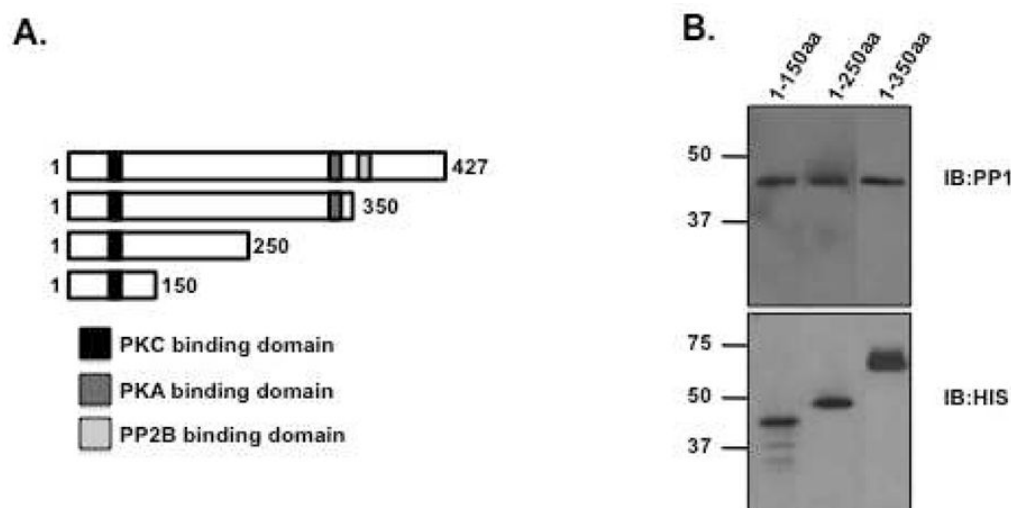 A.
1 427
1 350
1 250
1 150
PKC binding domain
PKA binding domain
PP2B binding domain
B.
1-150aa 1-250aa 1-350aa
50
37
IB:PP1
75
50
37
IB:HIS